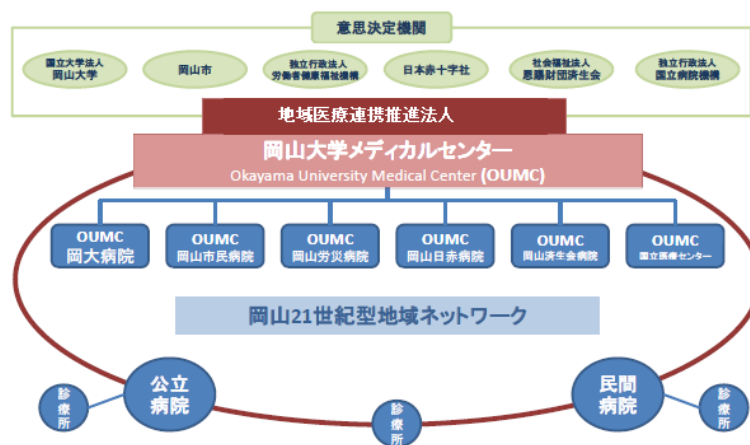 意思決定機関
国立大学法人
岡山大学
岡山市
独立行政法人
労働者健康福祉機構
日本赤十字社
社会福祉法人
恩賜財団済生会
独立行政法人
国立病院機構
地域医療連携推進法人
岡山大学メディカルセンター
Okayama University Medical Center (OUMC)
OUMC
岡大病院
OUMC
岡山市民病院
OUMC
岡山労災病院
OUMC
岡山日赤病院
OUMC
岡山済生会病院
OUMC
国立医療センター
岡山21世紀型地域ネットワーク
公立
病院
民間
病院
診療所
診療所
診療所